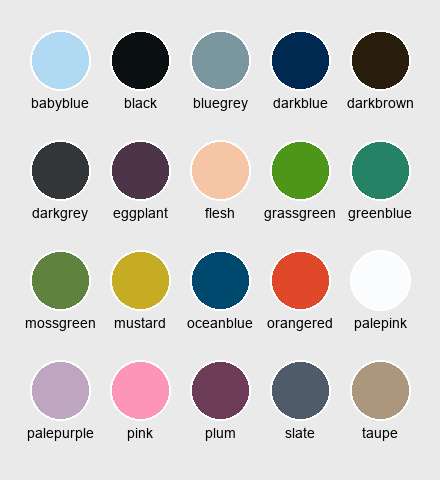 babyblue black bluegrey darkblue darkbrown
darkgrey eggplant flesh grassgreen greenblue
mossgreen mustard oceanblue orangered palepink
palepurple pink plum slate taupe